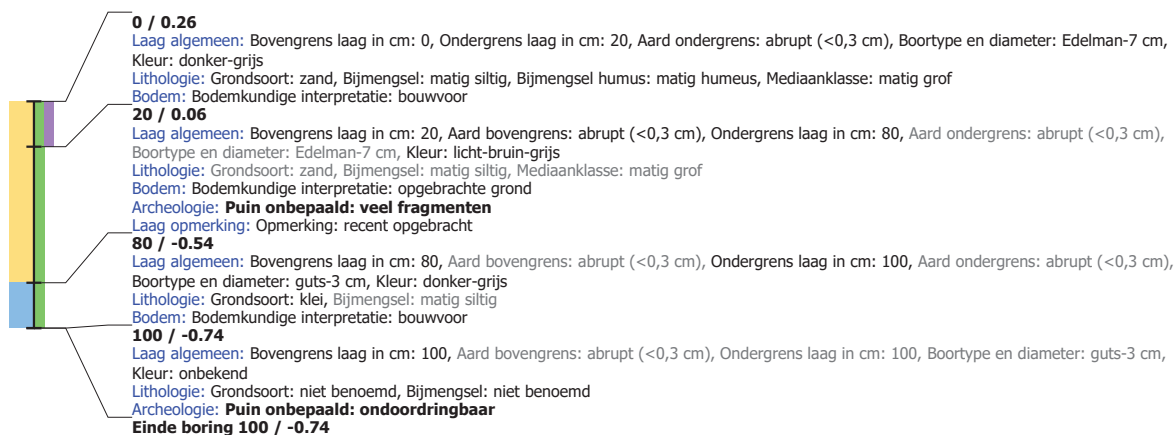 0 / 0.26
Laag algemeen: Bovengrens laag in cm: 0, Ondergrens laag in cm: 20, Aard ondergrens: abrupt (<0,3 cm), Boortype en diameter: Edelman-7 cm,
Kleur: donker-grijs
Lithologie: Grondsoort: zand, Bijmengsel: matig siltig, Bijmengsel humus: matig humeus, Mediaanklasse: matig grof
Bodem: Bodemkundige interpretatie: bouwvoor
20 / 0.06
Laag algemeen: Bovengrens laag in cm: 20, Aard bovengrens: abrupt (<0,3 cm), Ondergrens laag in cm: 80, Aard ondergrens: abrupt (<0,3 cm),
Boortype en diameter: Edelman-7 cm, Kleur: licht-bruin-grijs
Lithologie: Grondsoort: zand, Bijmengsel: matig siltig, Mediaanklasse: matig grof
Bodem: Bodemkundige interpretatie: opgebrachte grond
Archeologie: Puin onbepaald: veel fragmenten
Laag opmerking: Opmerking: recent opgebracht
80 / -0.54
Laag algemeen: Bovengrens laag in cm: 80, Aard bovengrens: abrupt (<0,3 cm), Ondergrens laag in cm: 100, Aard ondergrens: abrupt (<0,3 cm),
Boortype en diameter: guts-3 cm, Kleur: donker-grijs
Lithologie: Grondsoort: klei, Bijmengsel: matig siltig
Bodem: Bodemkundige interpretatie: bouwvoor
100 / -0.74
Laag algemeen: Bovengrens laag in cm: 100, Aard bovengrens: abrupt (<0,3 cm), Ondergrens laag in cm: 100, Boortype en diameter: guts-3 cm,
Kleur: onbekend
Lithologie: Grondsoort: niet benoemd, Bijmengsel: niet benoemd
Archeologie: Puin onbepaald: ondoordringbaar
Einde boring 100 / -0.74